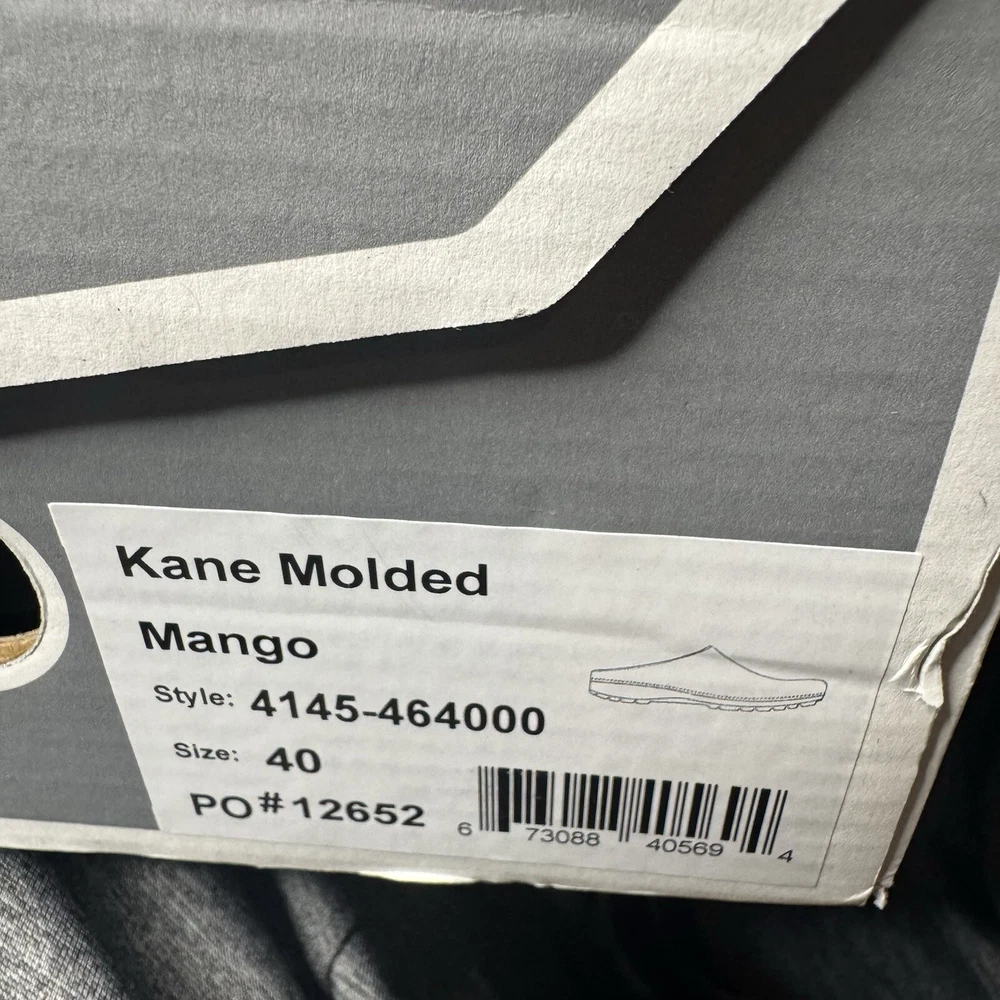 Kane Molded
Mango
Style: 4145-464000
Size: 40
PO#12652
6 73088 40569 4